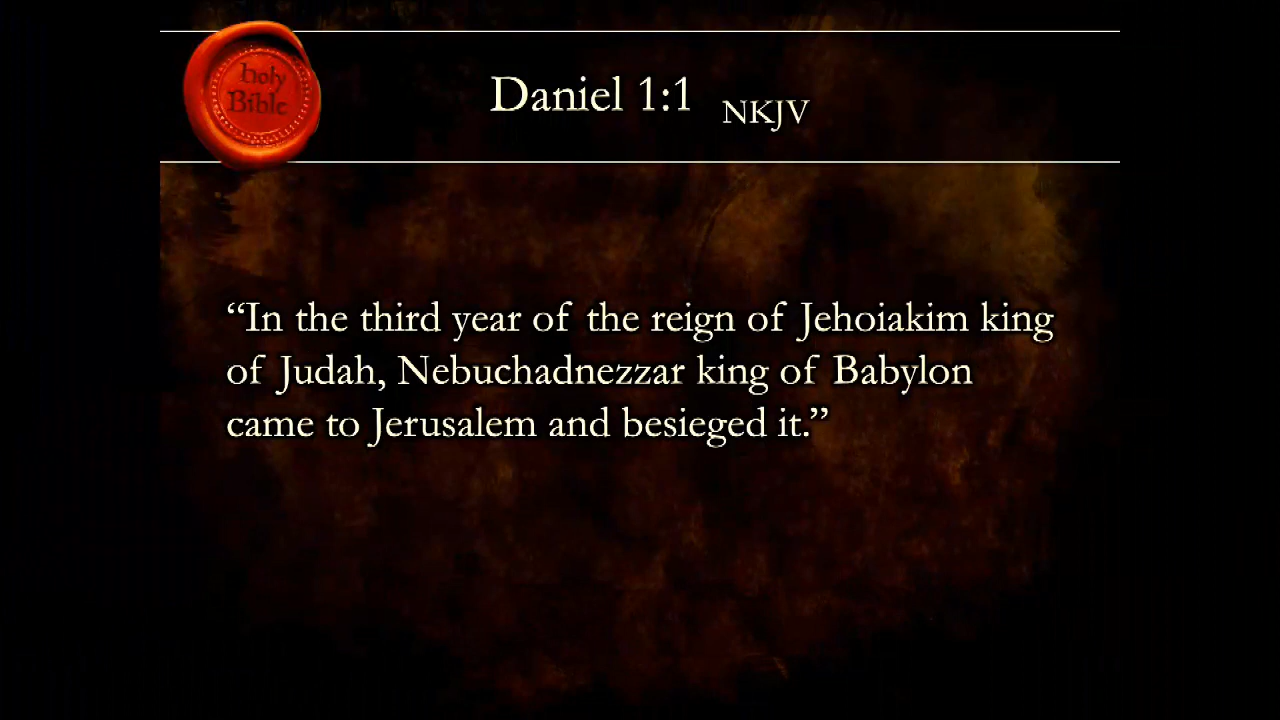 holy
Bible
Daniel 1:1 NKJV
“In the third year of the reign of Jehoiakim king
of Judah, Nebuchadnezzar king of Babylon
came to Jerusalem and besieged it.”